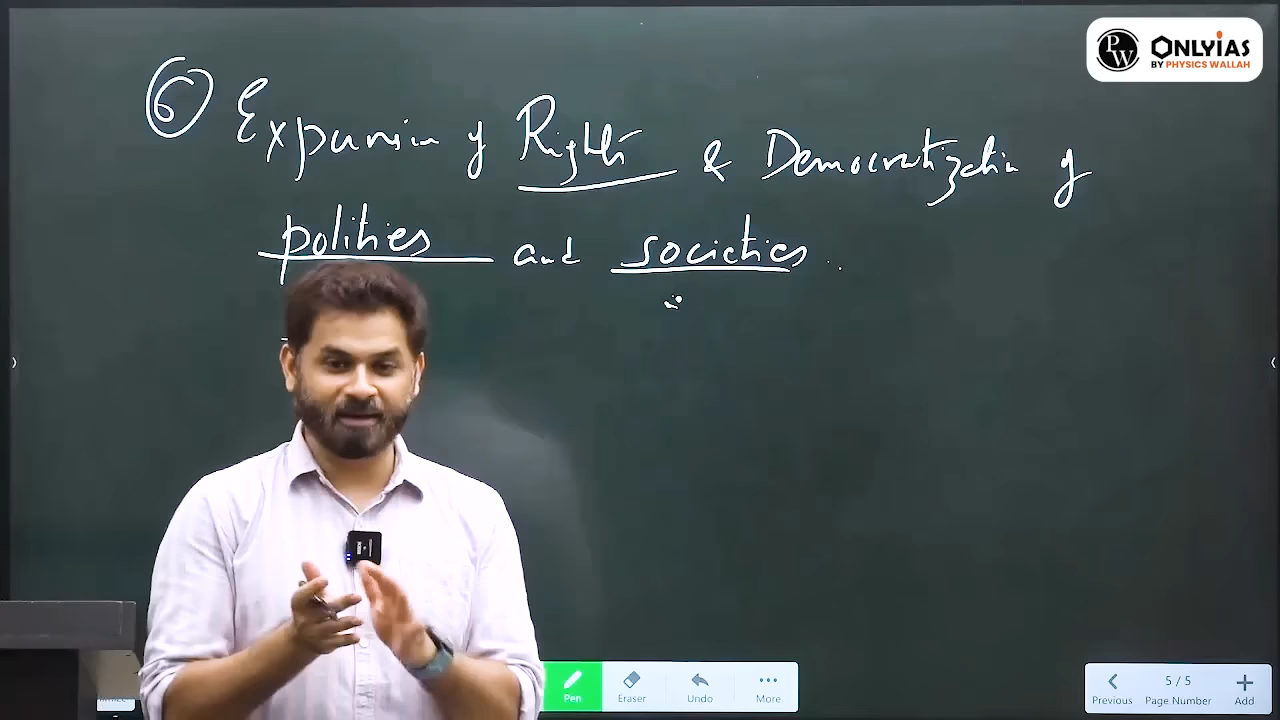 6 Expansion of Rights & Democratization of
polities and societies
PW ONLYIAS
BY PHYSICS WALLAH
Pen Eraser Undo More
5 / 5
Previous Page Number Add